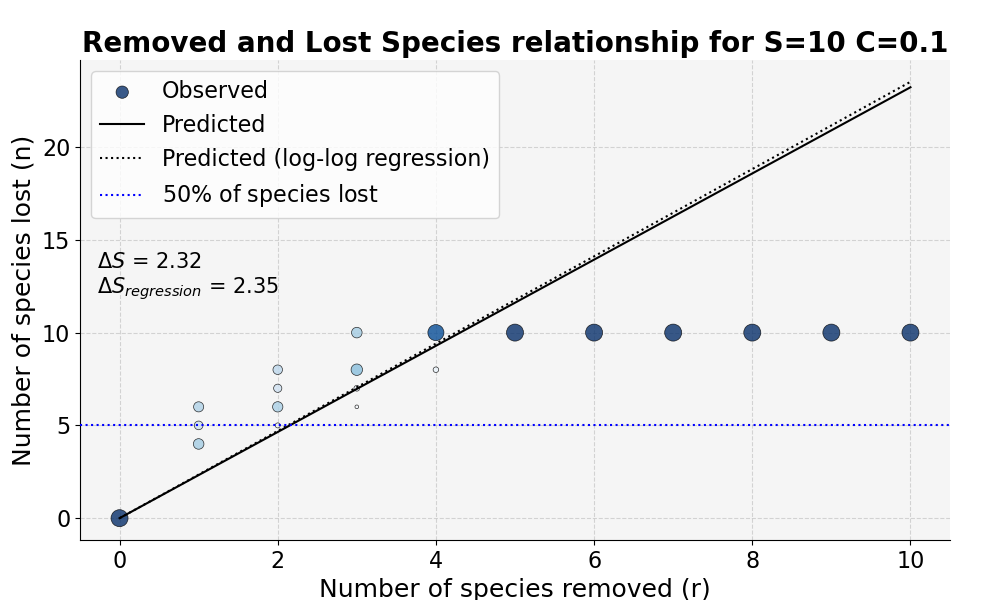 Removed and Lost Species relationship for S=10 C=0.1
Observed
Predicted
Predicted (log-log regression)
50% of species lost
ΔS = 2.32
ΔS_regression = 2.35
Number of species lost (n)
20
15
10
5
0
0 2 4 6 8 10
Number of species removed (r)